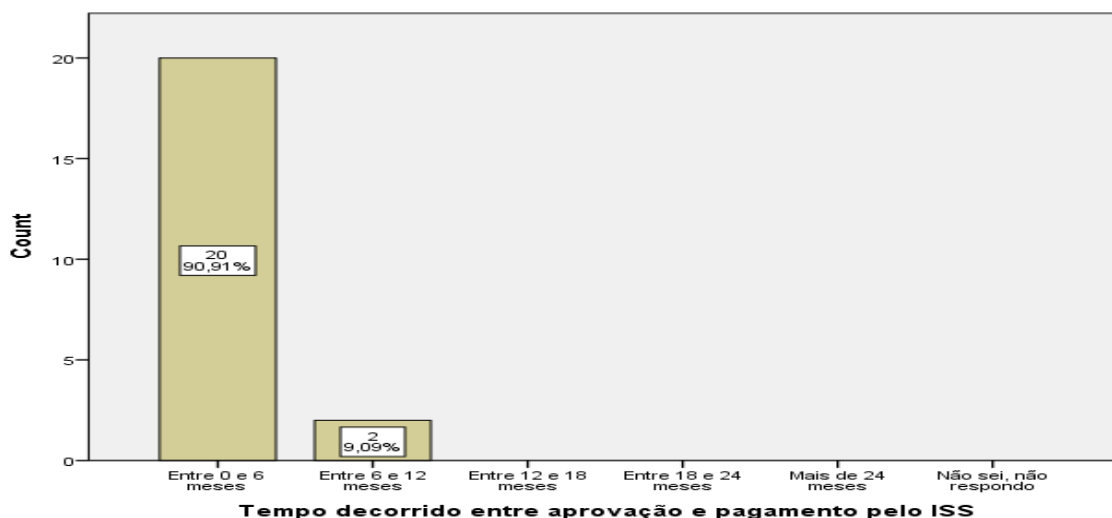 20
15
10
5
0
Count
20
90,91%
2
9,09%
Entre 0 e 6
meses
Entre 6 e 12
meses
Entre 12 e 18
meses
Entre 18 e 24
meses
Mais de 24
meses
Não sei, não
respondo
Tempo decorrido entre aprovação e pagamento pelo ISS